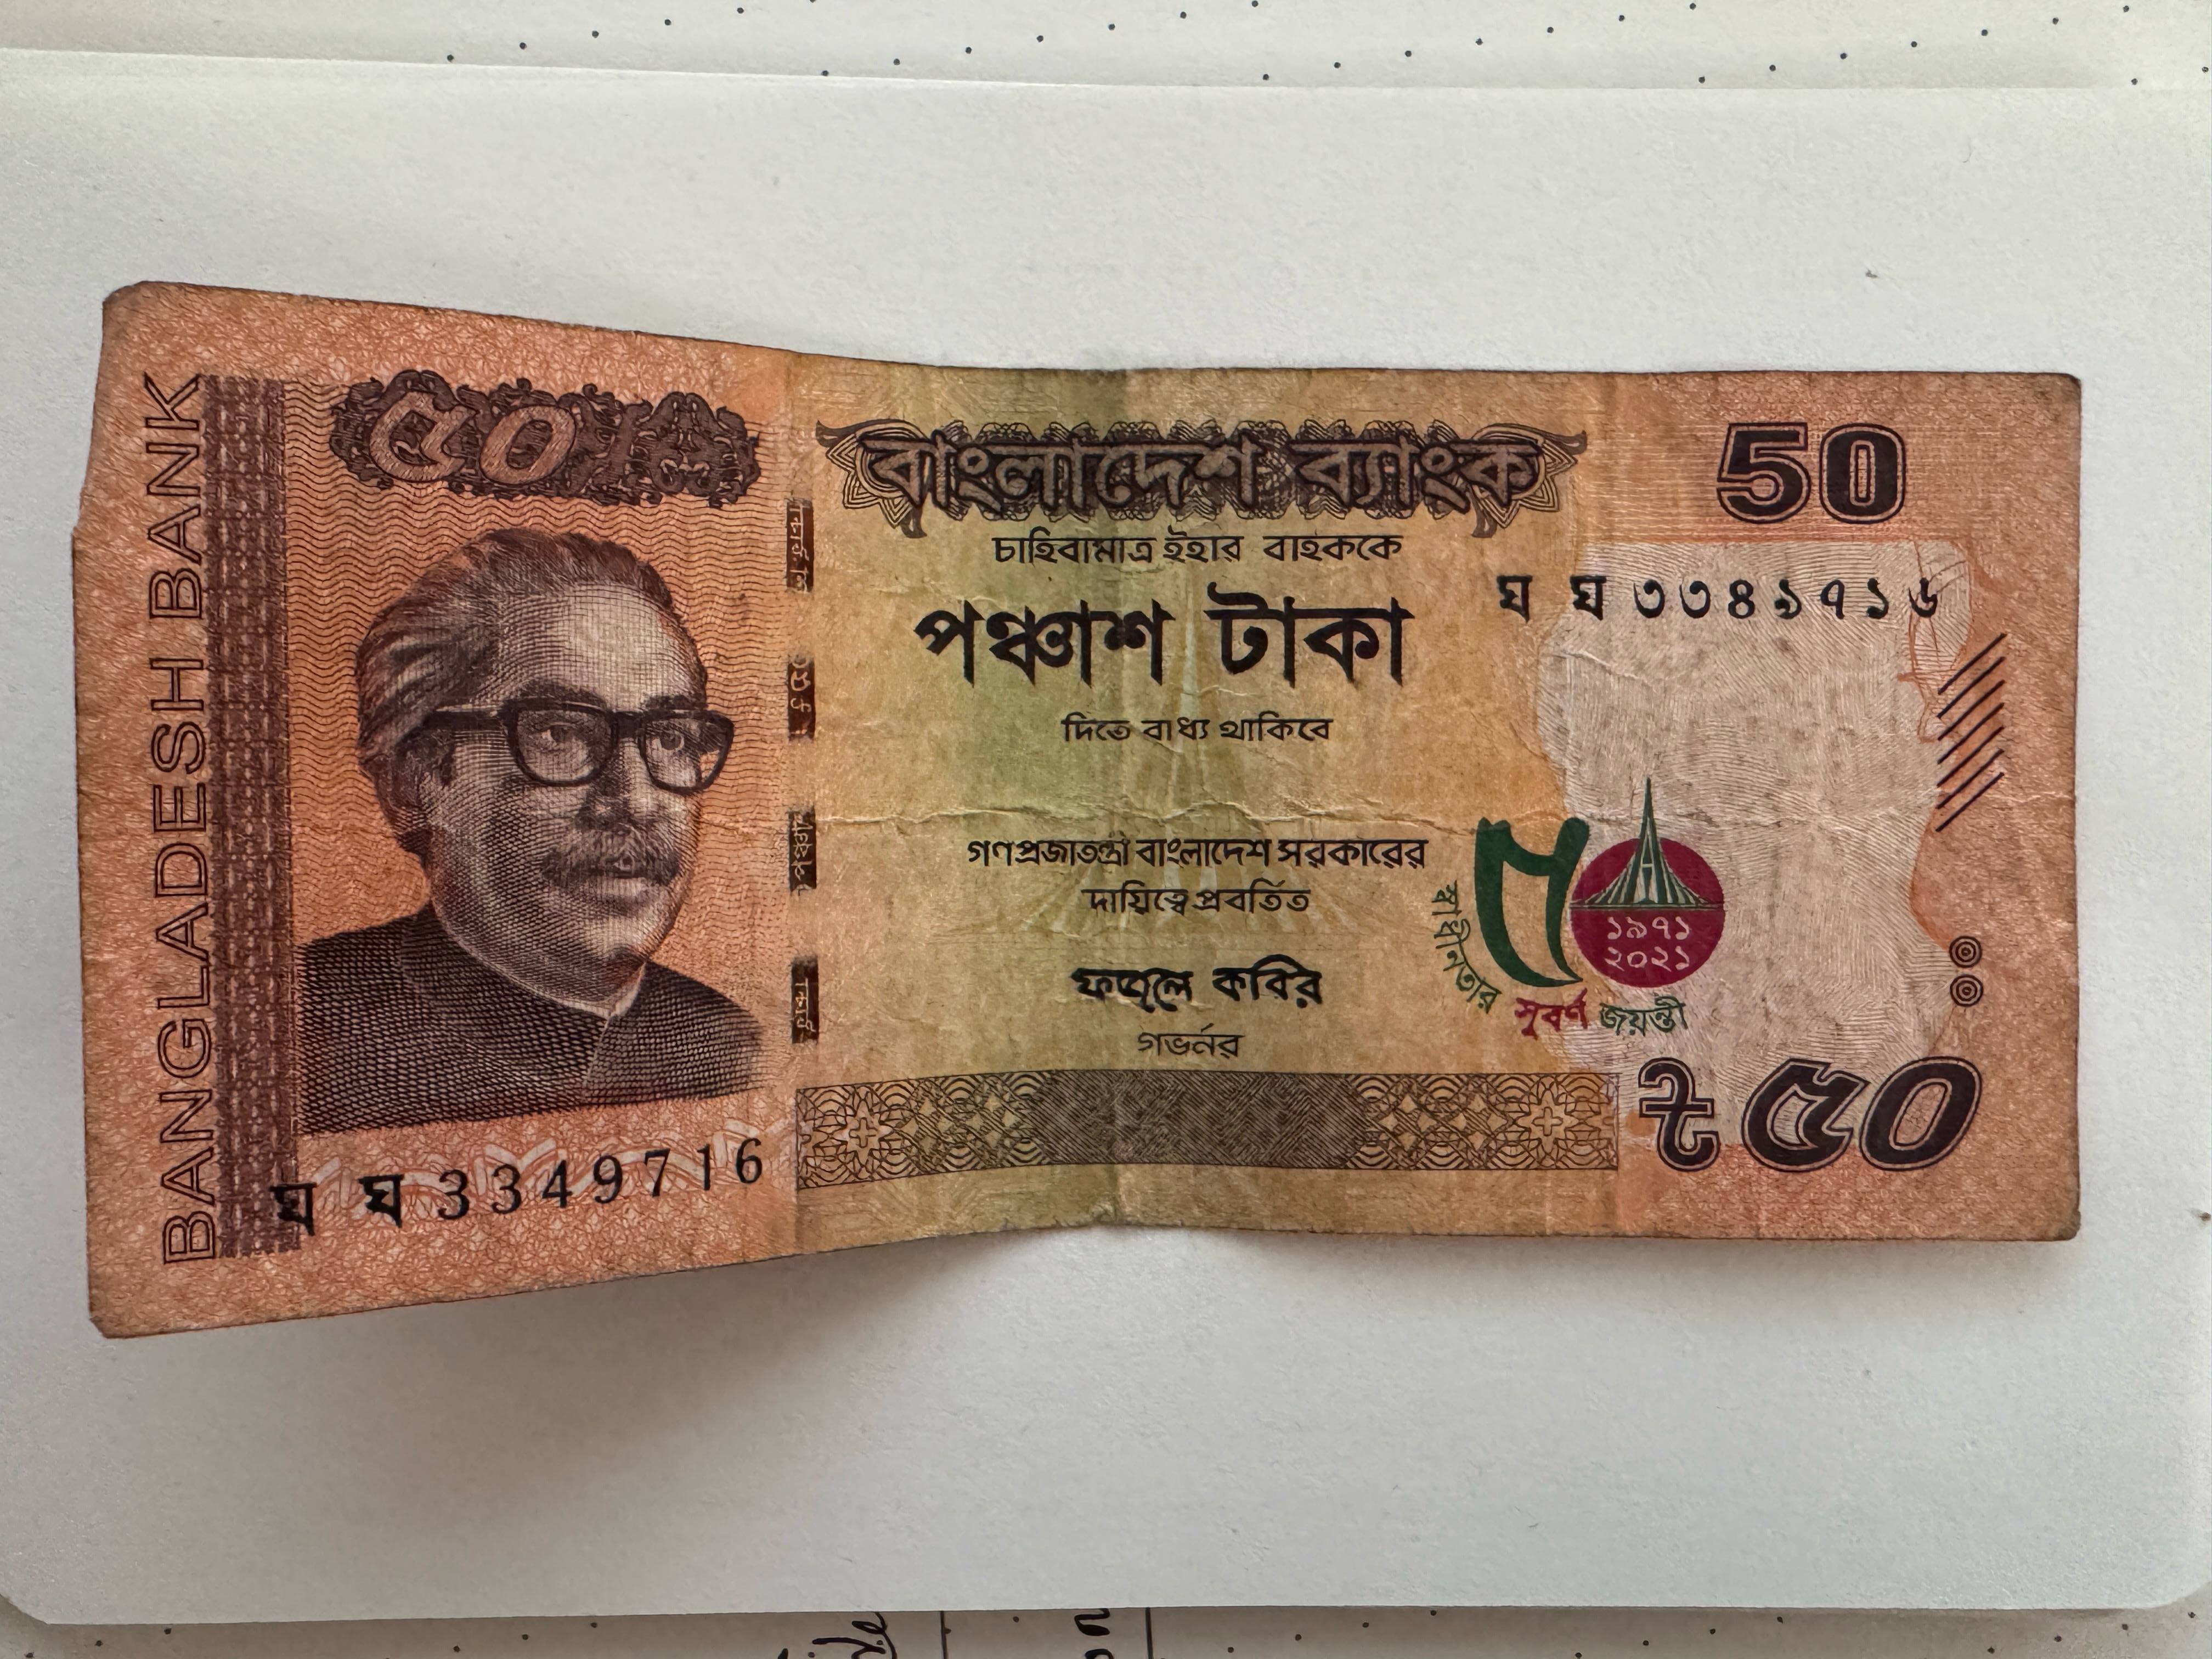 BANGLADESH BANK
৫০
বাংলাদেশ ব্যাংক
50
চাহিবামাত্র ইহার বাহককে
ঘ ঘ ৩৩৪৯৭১৬
পঞ্চাশ টাকা
দিতে বাধ্য থাকিবে
গণপ্রজাতন্ত্রী বাংলাদেশ সরকারের
দায়িত্বে প্রবর্তিত
৫০
১৯৭১
২০২১
স্বাধীনতার সুবর্ণ জয়ন্তী
ফজলে কবির
গভর্নর
৳ ৫০
ঘ ঘ 3349716